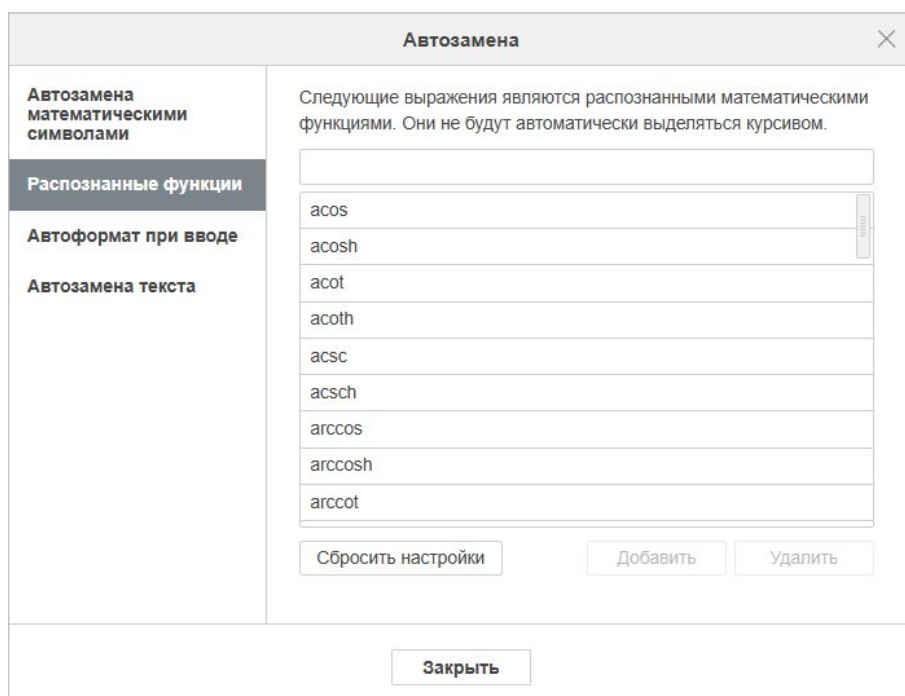 Автозамена
Автозамена
математическими
символами
Распознанные функции
Автоформат при вводе
Автозамена текста
Следующие выражения являются распознанными математическими
функциями. Они не будут автоматически выделяться курсивом.
acos
acosh
acot
acoth
acsc
acsch
arccos
arccosh
arccot
Сбросить настройки
Добавить
Удалить
Закрыть